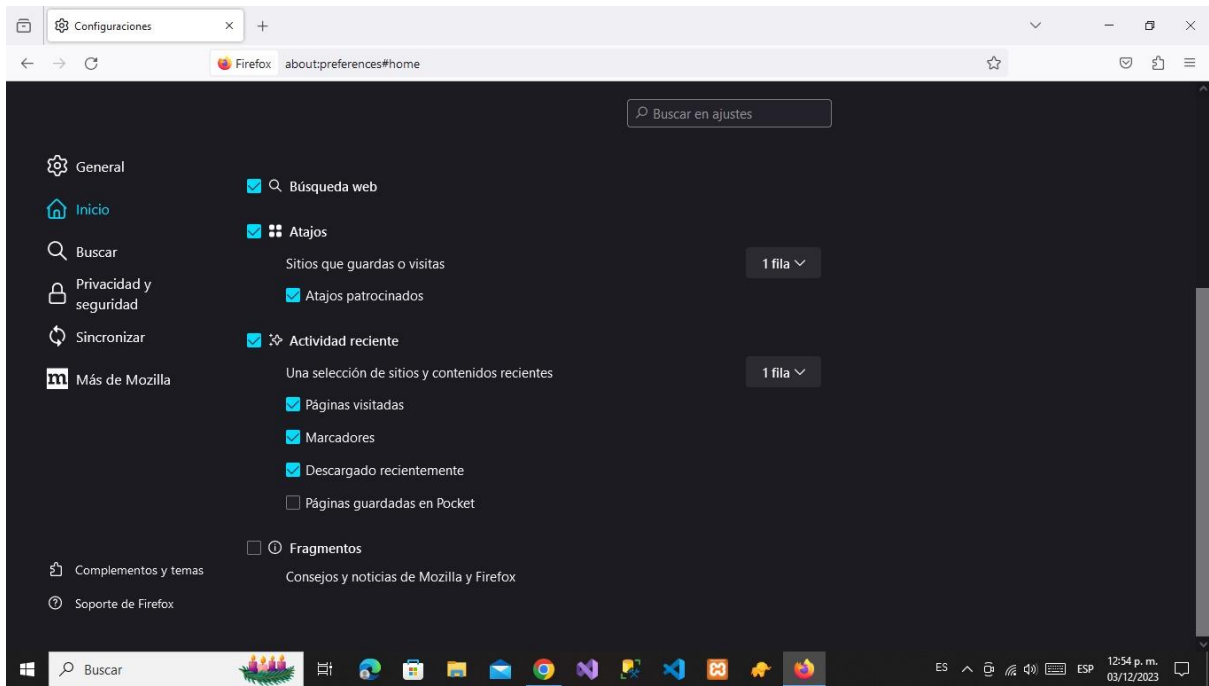 Configuraciones
Firefox about:preferences#home
Buscar en ajustes
General
Inicio
Buscar
Privacidad y
seguridad
Sincronizar
m Más de Mozilla
Complementos y temas
Soporte de Firefox
Búsqueda web
Atajos
Sitios que guardas o visitas 1 fila
Atajos patrocinados
Actividad reciente
Una selección de sitios y contenidos recientes 1 fila
Páginas visitadas
Marcadores
Descargado recientemente
Páginas guardadas en Pocket
Fragmentos
Consejos y noticias de Mozilla y Firefox
Buscar
ES ESP
12:54 p. m.
03/12/2023